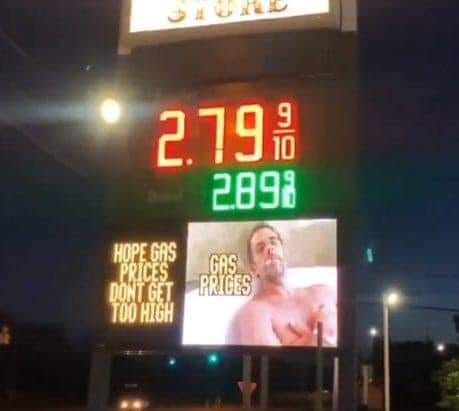 STORE
2.79 9/10
2.89 9/10
HOPE GAS
PRICES
DONT GET
TOO HIGH
GAS
PRICES